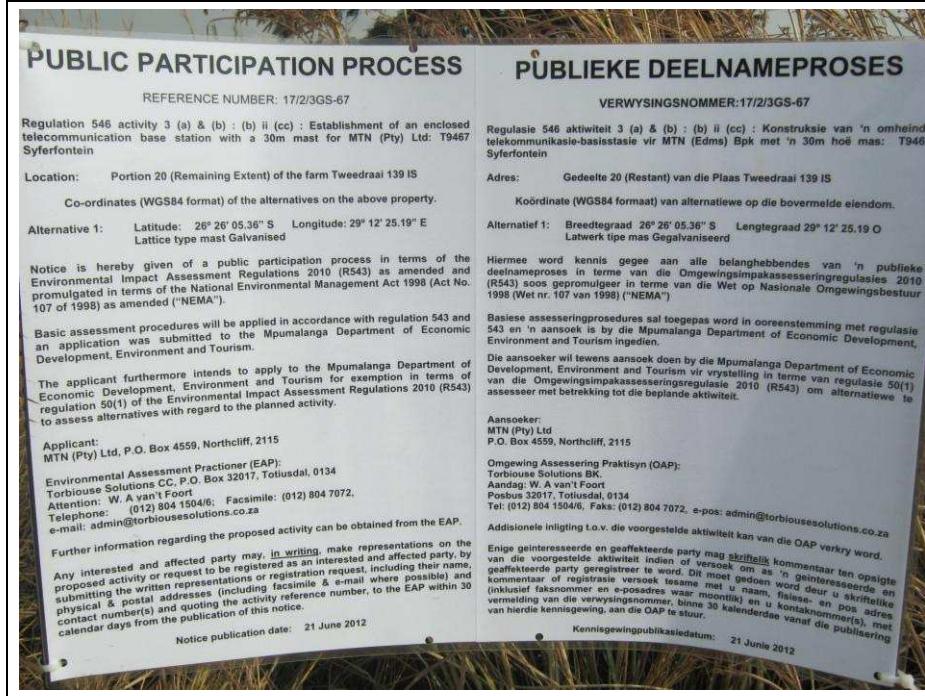 PUBLIC PARTICIPATION PROCESS
REFERENCE NUMBER: 17/2/3GS-67
Regulation 546 activity 3 (a) & (b) : (b) ii (cc) : Establishment of an enclosed
telecommunication base station with a 30m mast for MTN (Pty) Ltd: T9467
Syferfontein
Location: Portion 20 (Remaining Extent) of the farm Tweedraai 139 IS
Co-ordinates (WGS84 format) of the alternatives on the above property.
Alternative 1: Latitude: 26° 26' 05.36" S Longitude: 29° 12' 25.19" E
Lattice type mast Galvanised
Notice is hereby given of a public participation process in terms of the
Environmental Impact Assessment Regulations 2010 (R543) as amended and
promulgated in terms of the National Environmental Management Act 1998 (Act No.
107 of 1998) as amended ("NEMA").
Basic assessment procedures will be applied in accordance with regulation 543 and
an application was submitted to the Mpumalanga Department of Economic
Development, Environment and Tourism.
The applicant furthermore intends to apply to the Mpumalanga Department of
Economic Development, Environment and Tourism for exemption in terms of
regulation 50(1) of the Environmental Impact Assessment Regulations 2010 (R543)
to assess alternatives with regard to the planned activity.
Applicant:
MTN (Pty) Ltd, P.O. Box 4559, Northcliff, 2115
Environmental Assessment Practioner (EAP):
Torbiouse Solutions CC, P.O. Box 32017, Totiusdal, 0134
Attention: W. A van't Foort
Telephone: (012) 804 1504/6; Facsimile: (012) 804 7072,
e-mail: admin@torbiousesolutions.co.za
Further information regarding the proposed activity can be obtained from the EAP.
Any interested and affected party may, in writing, make representations on the
proposed activity or request to be registered as an interested and affected party, by
submitting the written representations or registration request, including their name,
physical & postal addresses (including facsimile & e-mail where possible) and
contact number(s) and quoting the activity reference number, to the EAP within 30
calendar days from the publication of this notice.
Notice publication date: 21 June 2012
PUBLIEKE DEELNAMEPROSES
VERWYSINGSNOMMER:17/2/3GS-67
Regulasie 546 aktiwiteit 3 (a) & (b) : (b) ii (cc) : Konstruksie van 'n omheind
telekommunikasie-basisstasie vir MTN (Edms) Bpk met 'n 30m hoë mas: T946
Syferfontein
Adres: Gedeelte 20 (Restant) van die Plaas Tweedraai 139 IS
Koördinate (WGS84 formaat) van alternatiewe op die bovermelde eiendom.
Alternatief 1: Breedtegraad 26° 26' 05.36" S Lengtegraad 29° 12' 25.19 O
Latwerk tipe mas Gegalvaniseerd
Hiermee word kennis gegee aan alle belanghebbendes van 'n publieke
deelnameproses in terme van die Omgewingsimpakassesseringregulasies 2010
(R543) soos gepromulgeer in terme van die Wet op Nasionale Omgewingsbestuur
1998 (Wet nr. 107 van 1998) ("NEMA").
Basiese assesseringprosedures sal toegepas word in ooreenstemming met regulasie
543 en 'n aansoek is by die Mpumalanga Department of Economic Development,
Environment and Tourism ingedien.
Die aansoeker wil tewens aansoek doen by die Mpumalanga Department of Economic
Development, Environment and Tourism vir vrystelling in terme van regulasie 50(1)
van die Omgewingsimpakassesseringsregulasie 2010 (R543) om alternatiewe te
assesseer met betrekking tot die beplande aktiwiteit.
Aansoeker:
MTN (Pty) Ltd
P.O. Box 4559, Northcliff, 2115
Omgewing Assessering Praktisyn (OAP):
Torbiouse Solutions BK.
Aandag: W. A van't Foort
Posbus 32017, Totiusdal, 0134
Tel: (012) 804 1504/6, Faks: (012) 804 7072, e-pos: admin@torbiousesolutions.co.za
Addisionele inligting t.o.v. die voorgestelde aktiwiteit kan van die OAP verkry word.
Enige geinteresseerde en geaffekteerde party mag skriftelik kommentaar ten opsigte
van die voorgestelde aktiwiteit indien of versoek om as 'n geinteresseerde en
geaffekteerde party geregistreer te word. Dit moet gedoen word deur u skriftelike
kommentaar of registrasie versoek tesame met u naam, fisiese- en pos adres
(inklusief faksnommer en e-posadres waar moontlik) en u kontaknommer(s), met
vermelding van die verwysingsnommer, binne 30 kalenderdae vanaf die publisering
van hierdie kennisgewing, aan die OAP te stuur.
Kennisgewingpublikasiedatum: 21 Junie 2012